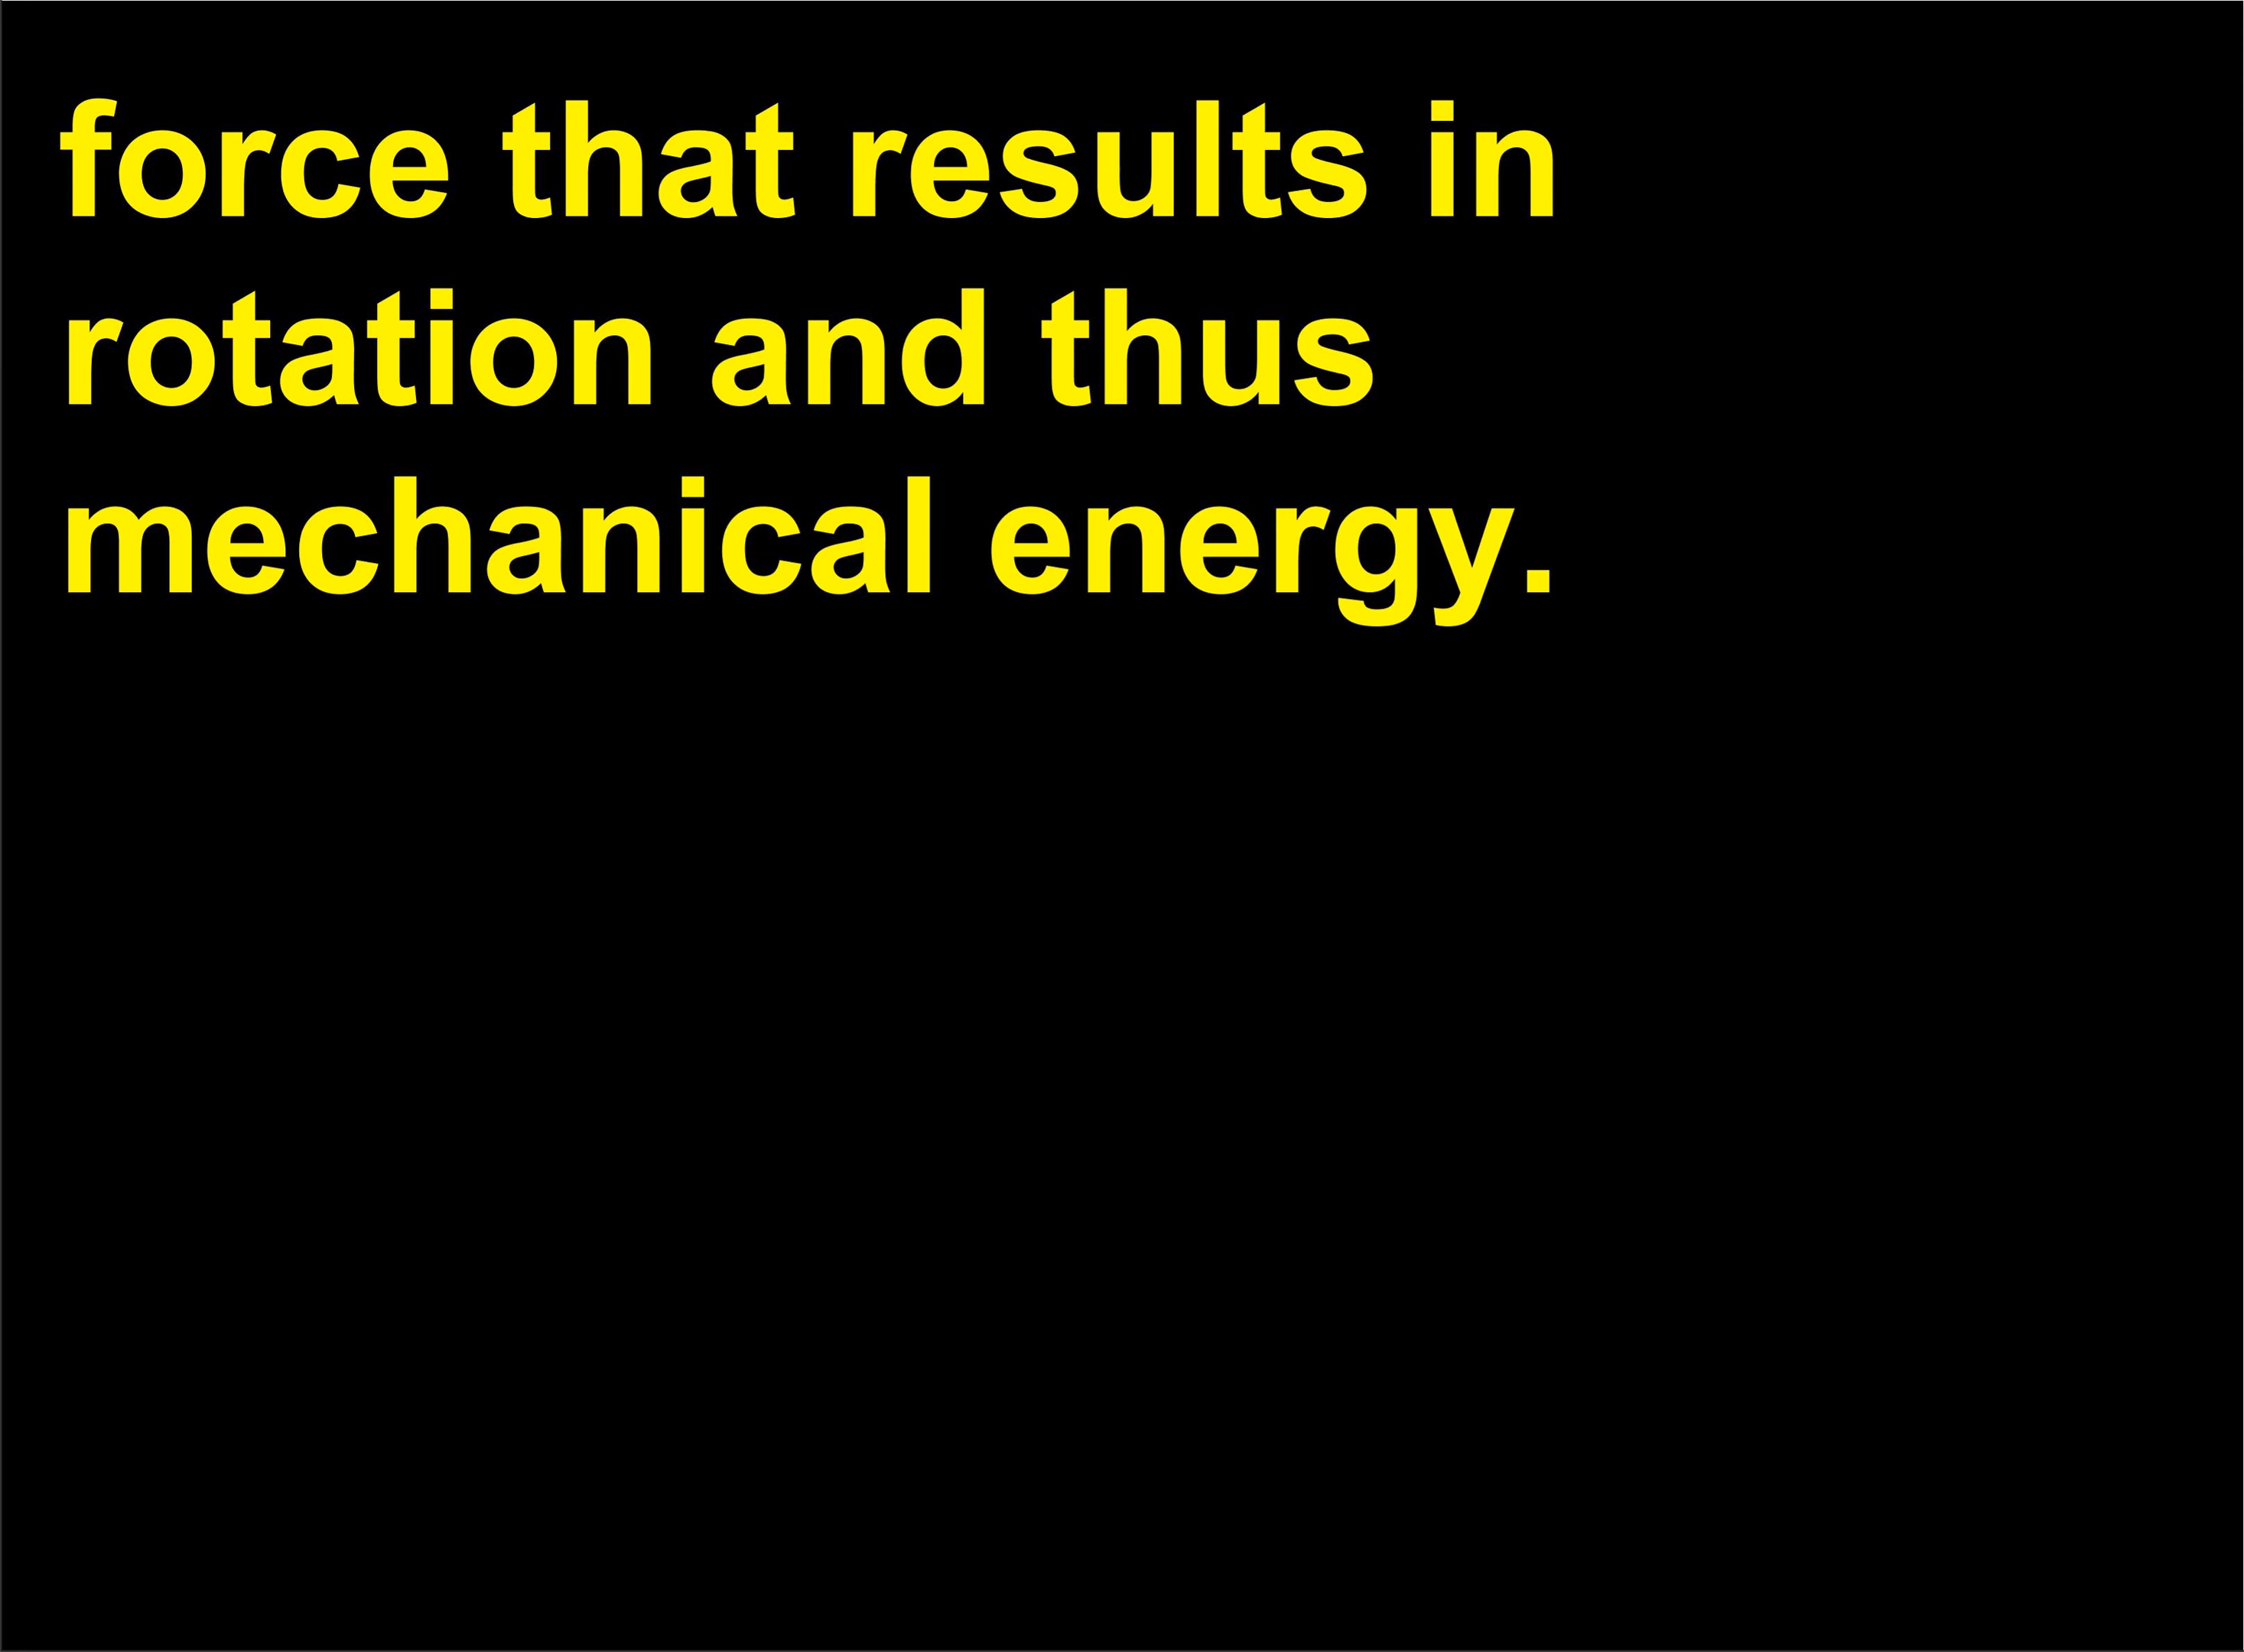 force that results in
rotation and thus
mechanical energy.